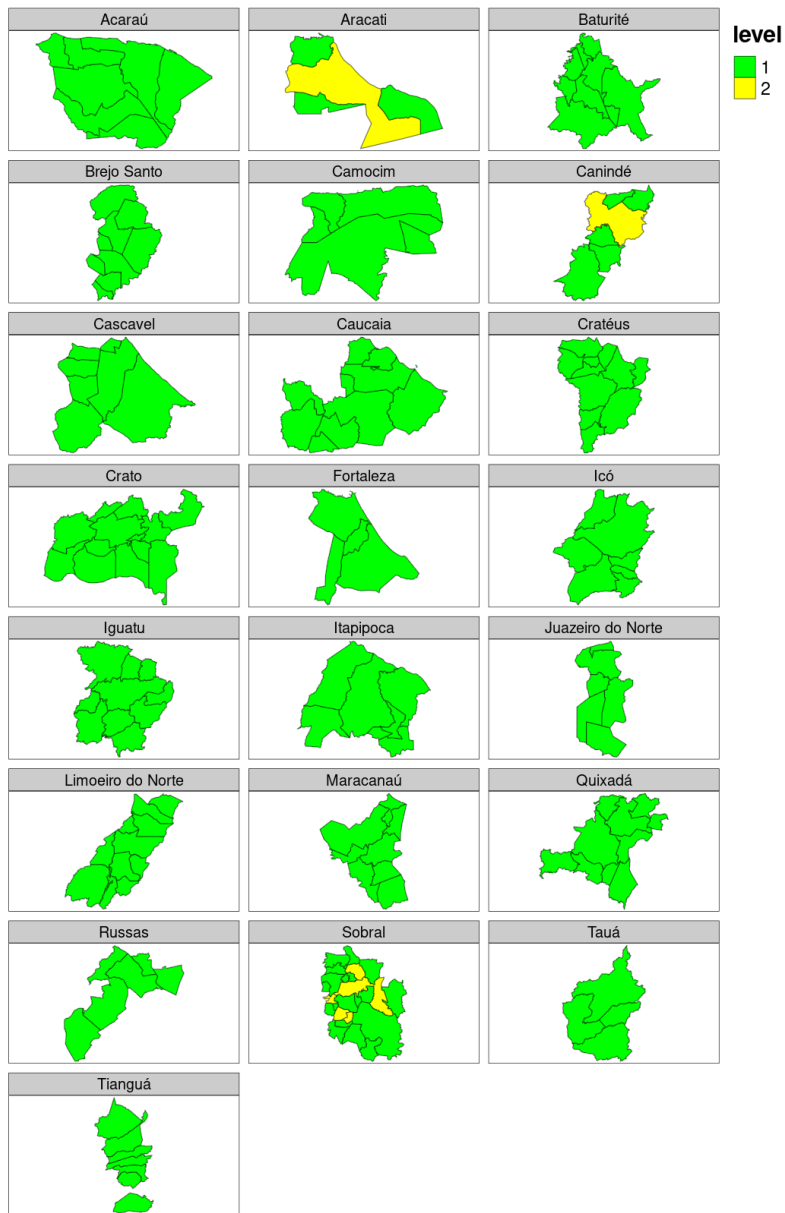 Acaraú
Aracati
Baturité
level
1
2
Brejo Santo
Camocim
Canindé
Cascavel
Caucaia
Cratéus
Crato
Fortaleza
Icó
Iguatu
Itapipoca
Juazeiro do Norte
Limoeiro do Norte
Maracanaú
Quixadá
Russas
Sobral
Tauá
Tianguá